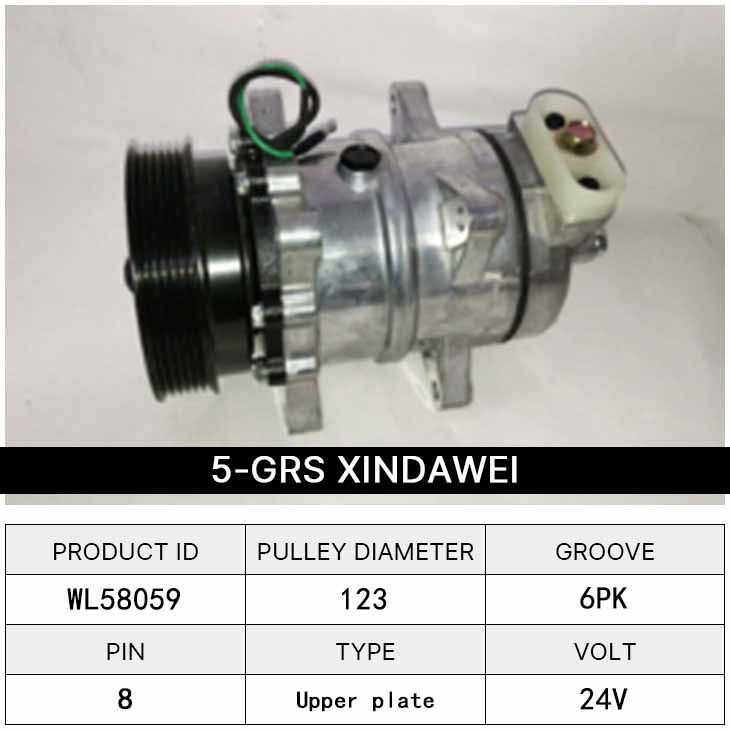 5-GRS XINDAWEI
PRODUCT ID PULLEY DIAMETER GROOVE
WL58059 123 6PK
PIN TYPE VOLT
8 Upper plate 24V